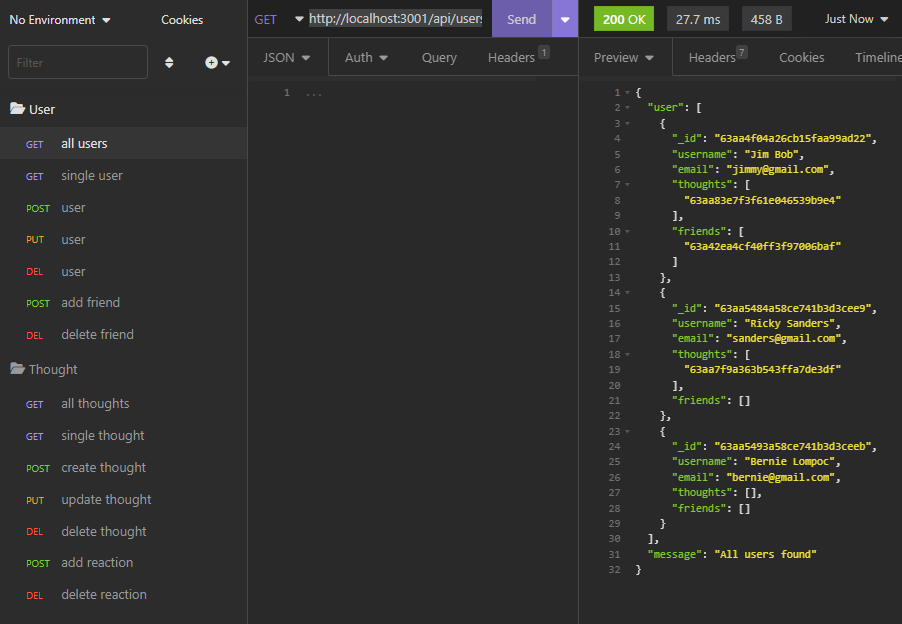 No Environment
Cookies
Filter
User
GET all users
GET single user
POST user
PUT user
DEL user
POST add friend
DEL delete friend
Thought
GET all thoughts
GET single thought
POST create thought
PUT update thought
DEL delete thought
POST add reaction
DEL delete reaction
GET http://localhost:3001/api/users Send
JSON Auth Query Headers 1
1 ...
200 OK 27.7 ms 458 B Just Now
Preview Headers 7 Cookies Timeline
1 {
2 "user": [
3 {
4 "_id": "63aa4f04a26cb15faa99ad22",
5 "username": "Jim Bob",
6 "email": "jimmy@gmail.com",
7 "thoughts": [
8 "63aa83e7f3f61e046539b9e4"
9 ],
10 "friends": [
11 "63a42ea4cf40ff3f97006baf"
12 ]
13 },
14 {
15 "_id": "63aa5484a58ce741b3d3cee9",
16 "username": "Ricky Sanders",
17 "email": "sanders@gmail.com",
18 "thoughts": [
19 "63aa7f9a363b543ffa7de3df"
20 ],
21 "friends": []
22 },
23 {
24 "_id": "63aa5493a58ce741b3d3ceeb",
25 "username": "Bernie Lompoc",
26 "email": "bernie@gmail.com",
27 "thoughts": [],
28 "friends": []
29 }
30 ],
31 "message": "All users found"
32 }